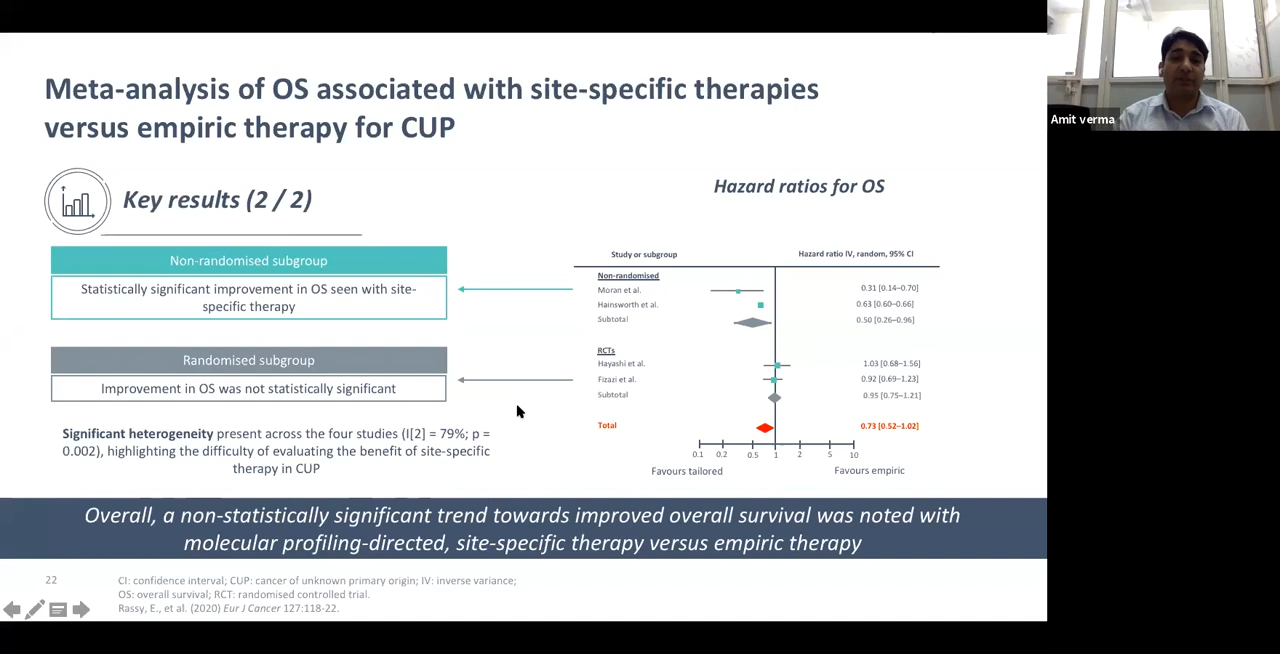 Meta-analysis of OS associated with site-specific therapies
versus empiric therapy for CUP
Amit verma
Key results (2 / 2)
Non-randomised subgroup
Statistically significant improvement in OS seen with site-
specific therapy
Randomised subgroup
Improvement in OS was not statistically significant
Significant heterogeneity present across the four studies (I[2] = 79%; p =
0.002), highlighting the difficulty of evaluating the benefit of site-specific
therapy in CUP
Hazard ratios for OS
Study or subgroup Hazard ratio IV, random, 95% CI
Non-randomised
Moran et al. 0.31 [0.14–0.70]
Hainsworth et al. 0.63 [0.60–0.66]
Subtotal 0.50 [0.26–0.96]
RCTs
Hayashi et al. 1.03 [0.68–1.56]
Fizazi et al. 0.92 [0.69–1.23]
Subtotal 0.95 [0.75–1.21]
Total 0.73 [0.52–1.02]
0.1 0.2 0.5 1 2 5 10
Favours tailored Favours empiric
Overall, a non-statistically significant trend towards improved overall survival was noted with
molecular profiling-directed, site-specific therapy versus empiric therapy
22
CI: confidence interval; CUP: cancer of unknown primary origin; IV: inverse variance;
OS: overall survival; RCT: randomised controlled trial.
Rassy, E., et al. (2020) Eur J Cancer 127:118-22.